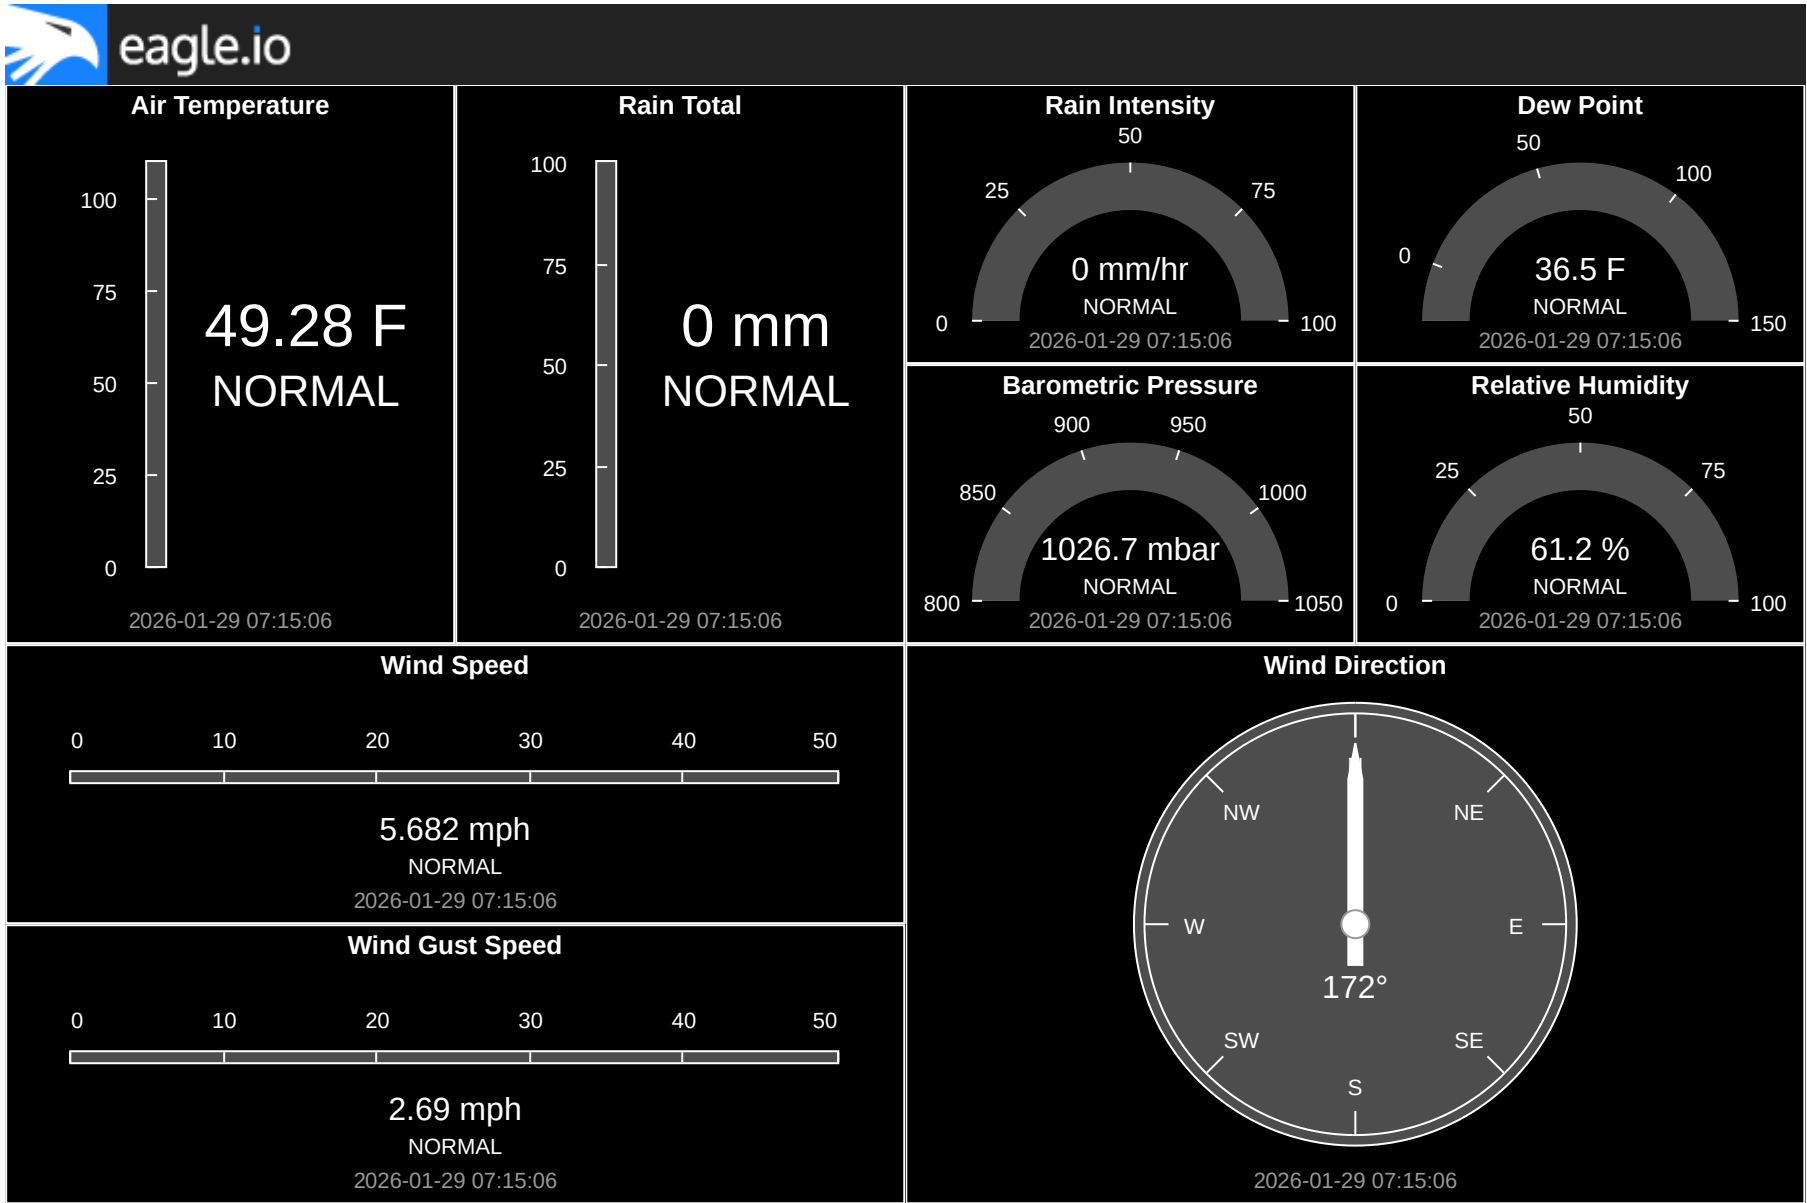 eagle.io
Air Temperature
100
75
50
25
0
49.28 F
NORMAL
2026-01-29 07:15:06
Rain Total
100
75
50
25
0
0 mm
NORMAL
2026-01-29 07:15:06
Rain Intensity
0
25
50
75
100
0 mm/hr
NORMAL
2026-01-29 07:15:06
Dew Point
0
50
100
150
36.5 F
NORMAL
2026-01-29 07:15:06
Barometric Pressure
800
850
900
950
1000
1050
1026.7 mbar
NORMAL
2026-01-29 07:15:06
Relative Humidity
0
25
50
75
100
61.2 %
NORMAL
2026-01-29 07:15:06
Wind Speed
0 10 20 30 40 50
5.682 mph
NORMAL
2026-01-29 07:15:06
Wind Gust Speed
0 10 20 30 40 50
2.69 mph
NORMAL
2026-01-29 07:15:06
Wind Direction
NW NE
W E
172°
SW SE
S
2026-01-29 07:15:06